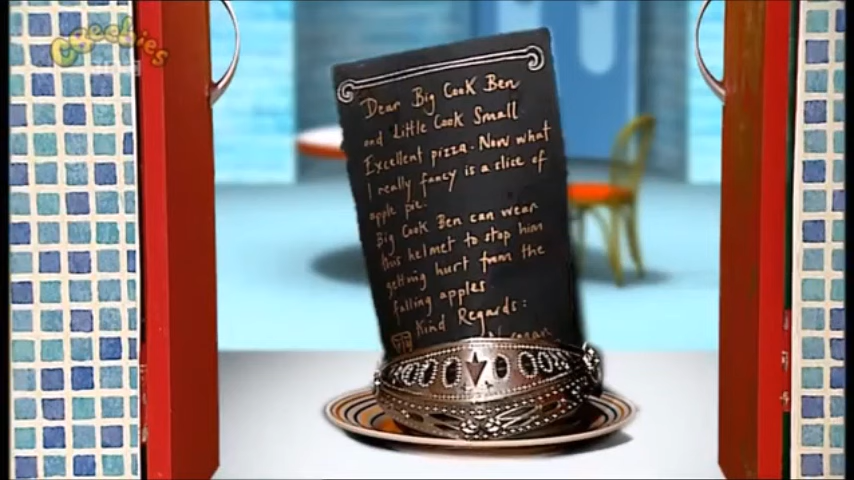 CBeebies
Dear Big Cook Ben
and Little Cook Small
Excellent pizza. Now what
I really fancy is a slice of
apple pie.
Big Cook Ben can wear
this helmet to stop him
getting hurt from the
falling apples
Kind Regards: